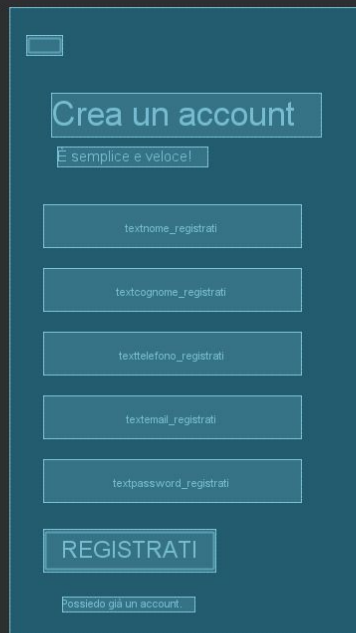 Crea un account
È semplice e veloce!
textnome_registrati
textcognome_registrati
texttelefono_registrati
textemail_registrati
textpassword_registrati
REGISTRATI
Possiedo già un account.